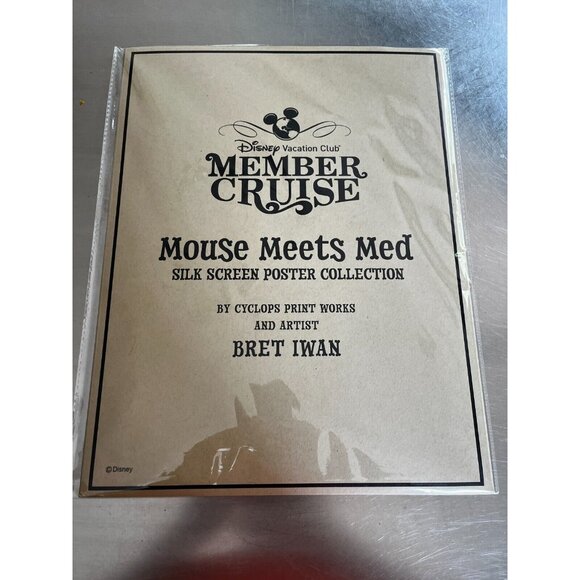 Disney Vacation Club®
MEMBER
CRUISE
Mouse Meets Med
SILK SCREEN POSTER COLLECTION
BY CYCLOPS PRINT WORKS
AND ARTIST
BRET IWAN
©Disney